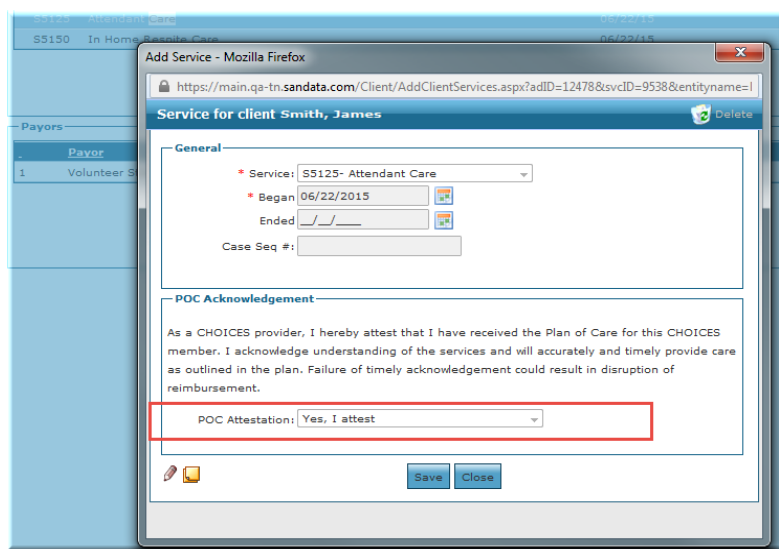 S5125 Attendant Care 06/22/15
S5150 In Home Respite Care 06/22/15
Add Service - Mozilla Firefox
https://main.qa-tn.sandata.com/Client/AddClientServices.aspx?adID=12478&svcID=9538&entityname=
Service for client Smith, James
Delete
Payors
Payor
1 Volunteer
General
* Service: S5125- Attendant Care
* Began 06/22/2015
Ended __/__/____
Case Seq #:
POC Acknowledgement
As a CHOICES provider, I hereby attest that I have received the Plan of Care for this CHOICES
member. I acknowledge understanding of the services and will accurately and timely provide care
as outlined in the plan. Failure of timely acknowledgement could result in disruption of
reimbursement.
POC Attestation: Yes, I attest
Save Close